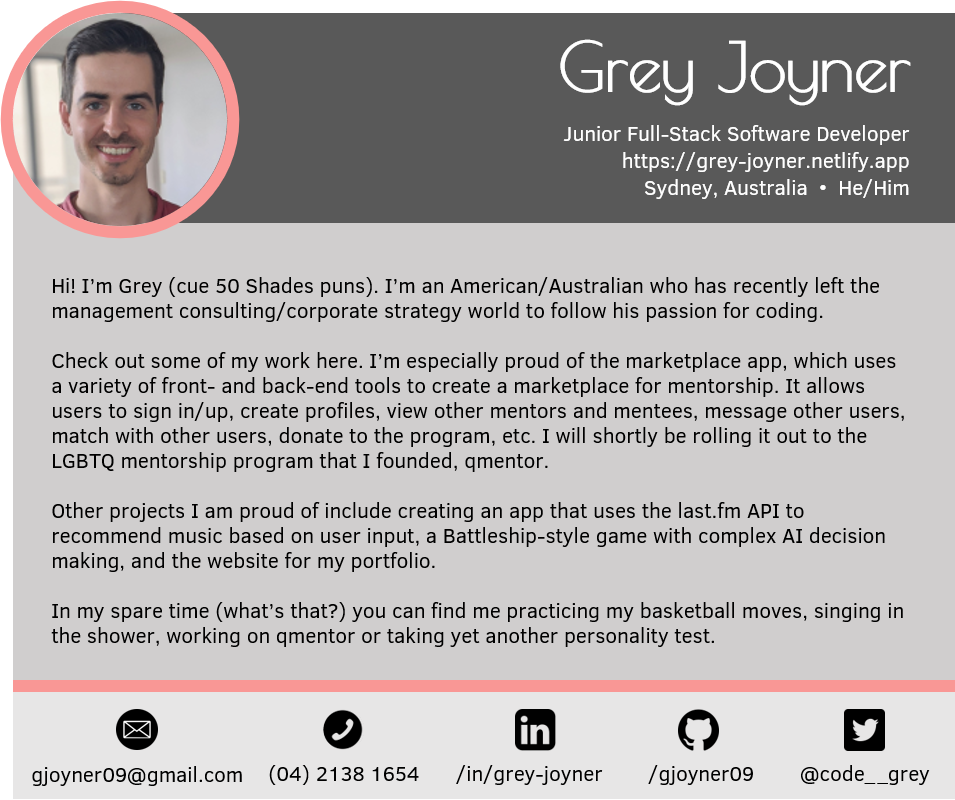 Grey Joyner
Junior Full-Stack Software Developer
https://grey-joyner.netlify.app
Sydney, Australia • He/Him
Hi! I’m Grey (cue 50 Shades puns). I’m an American/Australian who has recently left the
management consulting/corporate strategy world to follow his passion for coding.
Check out some of my work here. I’m especially proud of the marketplace app, which uses
a variety of front- and back-end tools to create a marketplace for mentorship. It allows
users to sign in/up, create profiles, view other mentors and mentees, message other users,
match with other users, donate to the program, etc. I will shortly be rolling it out to the
LGBTQ mentorship program that I founded, qmentor.
Other projects I am proud of include creating an app that uses the last.fm API to
recommend music based on user input, a Battleship-style game with complex AI decision
making, and the website for my portfolio.
In my spare time (what’s that?) you can find me practicing my basketball moves, singing in
the shower, working on qmentor or taking yet another personality test.
in
gjoyner09@gmail.com (04) 2138 1654 /in/grey-joyner /gjoyner09 @code__grey